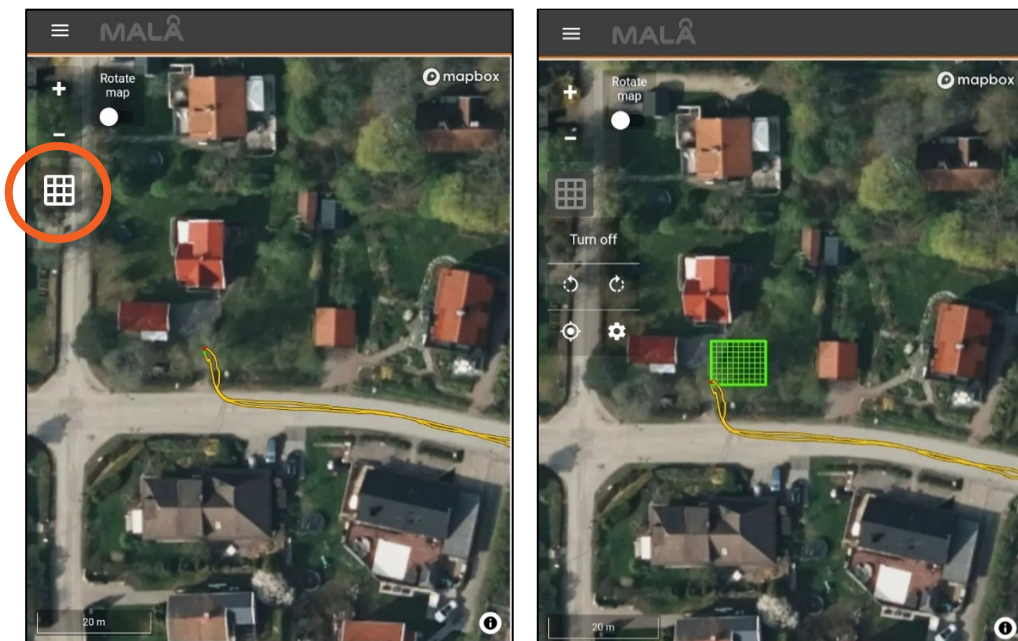 MALÅ
+
Rotate
map
mapbox
-
20 m
MALÅ
+
Rotate
map
mapbox
-
Turn off
20 m